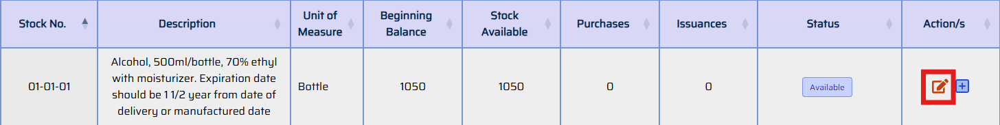 Stock No.
Description
Unit of
Measure
Beginning
Balance
Stock
Available
Purchases
Issuances
Status
Action/s
01-01-01
Alcohol, 500ml/bottle, 70% ethyl
with moisturizer. Expiration date
should be 1 1/2 year from date of
delivery or manufactured date
Bottle
1050
1050
0
0
Available